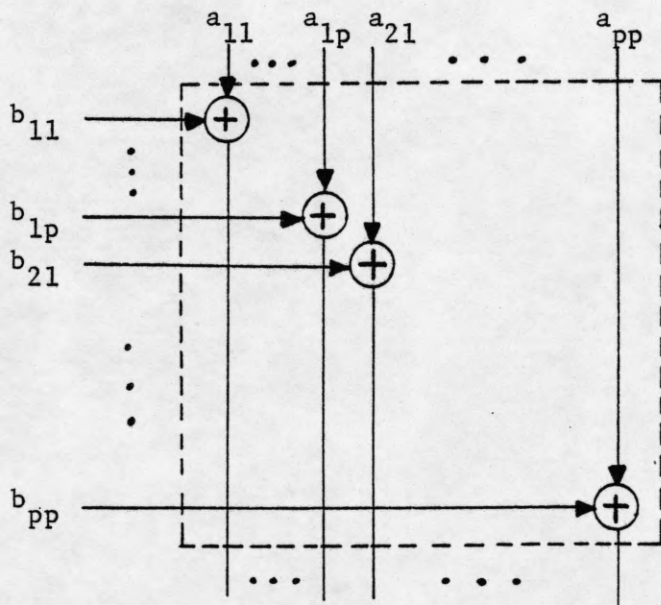 a11 ... a1p a21 . . . app
b11
b1p
b21
bpp
+
+
+
+
... . . .